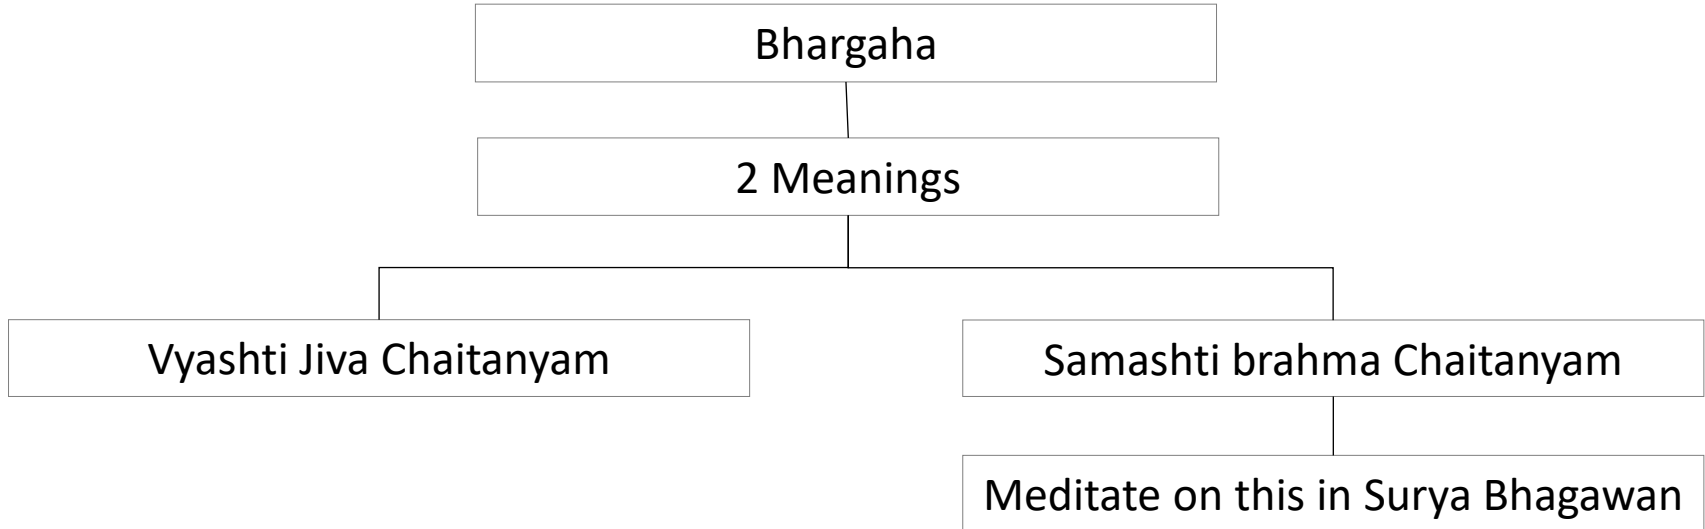 Bhargaha
2 Meanings
Vyashti Jiva Chaitanyam
Samashti brahma Chaitanyam
Meditate on this in Surya Bhagawan